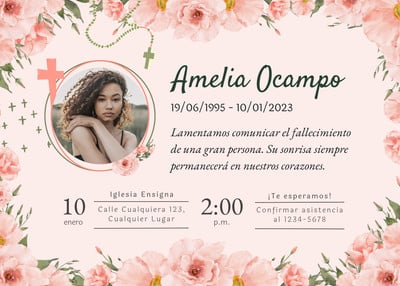 Amelia Ocampo
19/06/1995 - 10/01/2023
Lamentamos comunicar el fallecimiento
de una gran persona. Su sonrisa siempre
permanecerá en nuestros corazones.
10
enero
Iglesia Ensigna
Calle Cualquiera 123,
Cualquier Lugar
2:00
p.m.
¡Te esperamos!
Confirmar asistencia
al 1234-5678